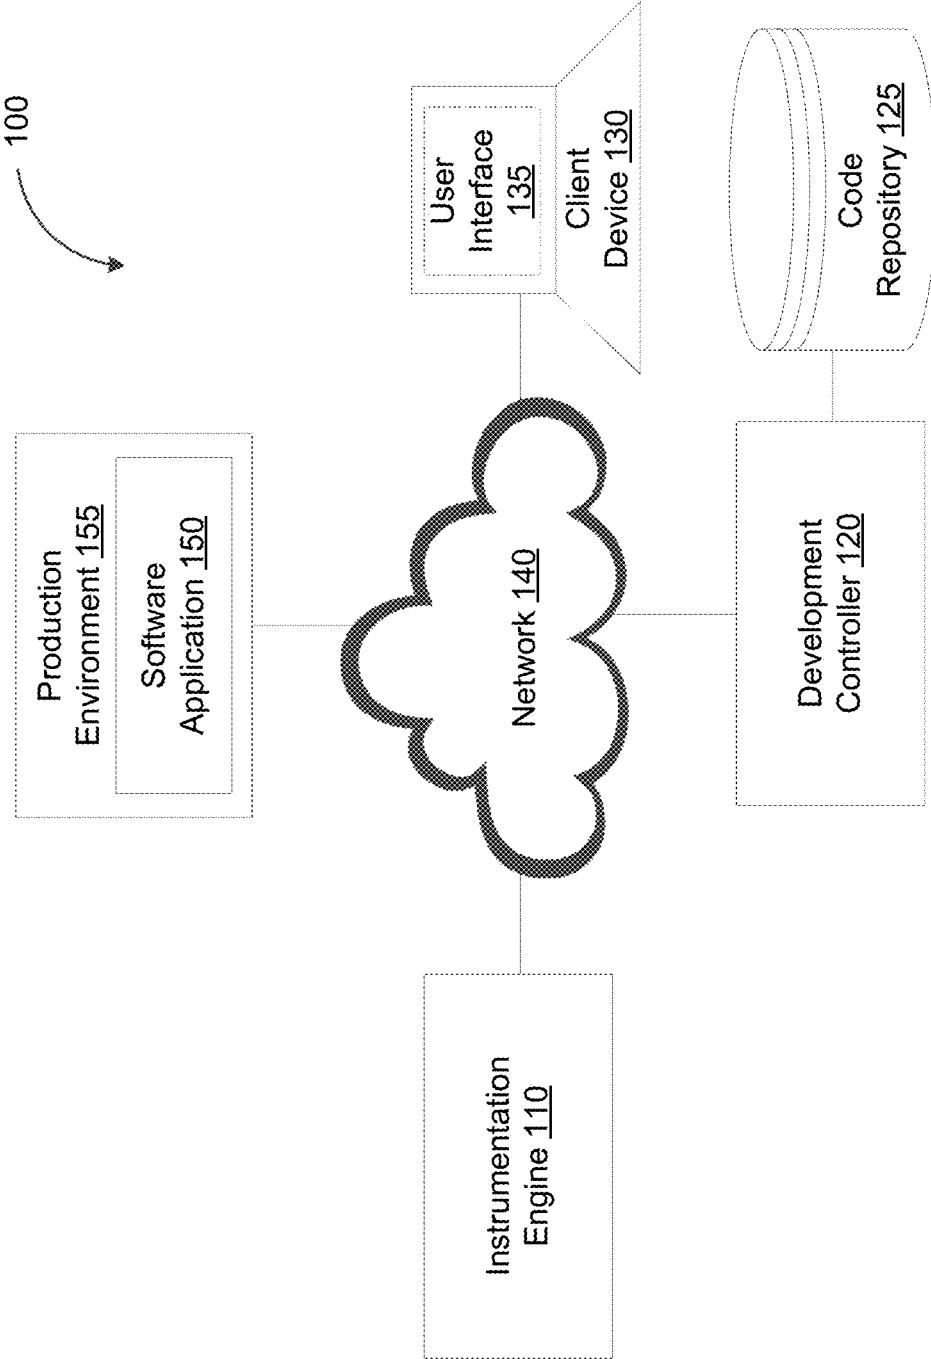 100
Production
Environment 155
Software
Application 150
User
Interface
135
Client
Device 130
Network 140
Instrumentation
Engine 110
Development
Controller 120
Code
Repository 125